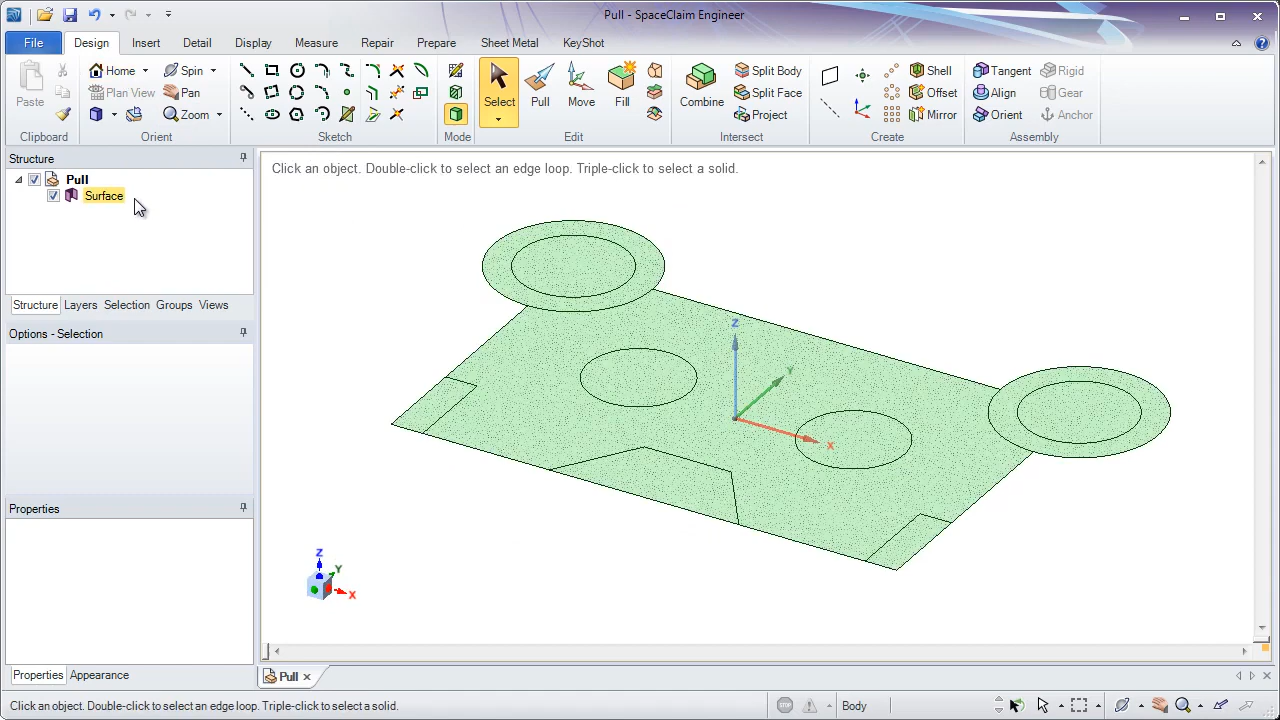 Pull - SpaceClaim Engineer
File Design Insert Detail Display Measure Repair Prepare Sheet Metal KeyShot
Home Spin Tangent Rigid
Split Body Shell
Plan View Pan Align Gear
Split Face Offset
Paste Select Pull Move Fill Combine
Zoom Project Mirror Orient Anchor
Clipboard Orient Sketch Mode Edit Intersect Create Assembly
Structure
Click an object. Double-click to select an edge loop. Triple-click to select a solid.
Pull
Surface
Structure Layers Selection Groups Views
Options - Selection
Z
Y
X
Properties
Z
Y
X
Properties Appearance
Pull
Click an object. Double-click to select an edge loop. Triple-click to select a solid.
Body